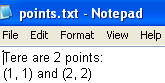 points.txt - Notepad
File Edit Format View Help
Tere are 2 points:
(1, 1) and (2, 2)